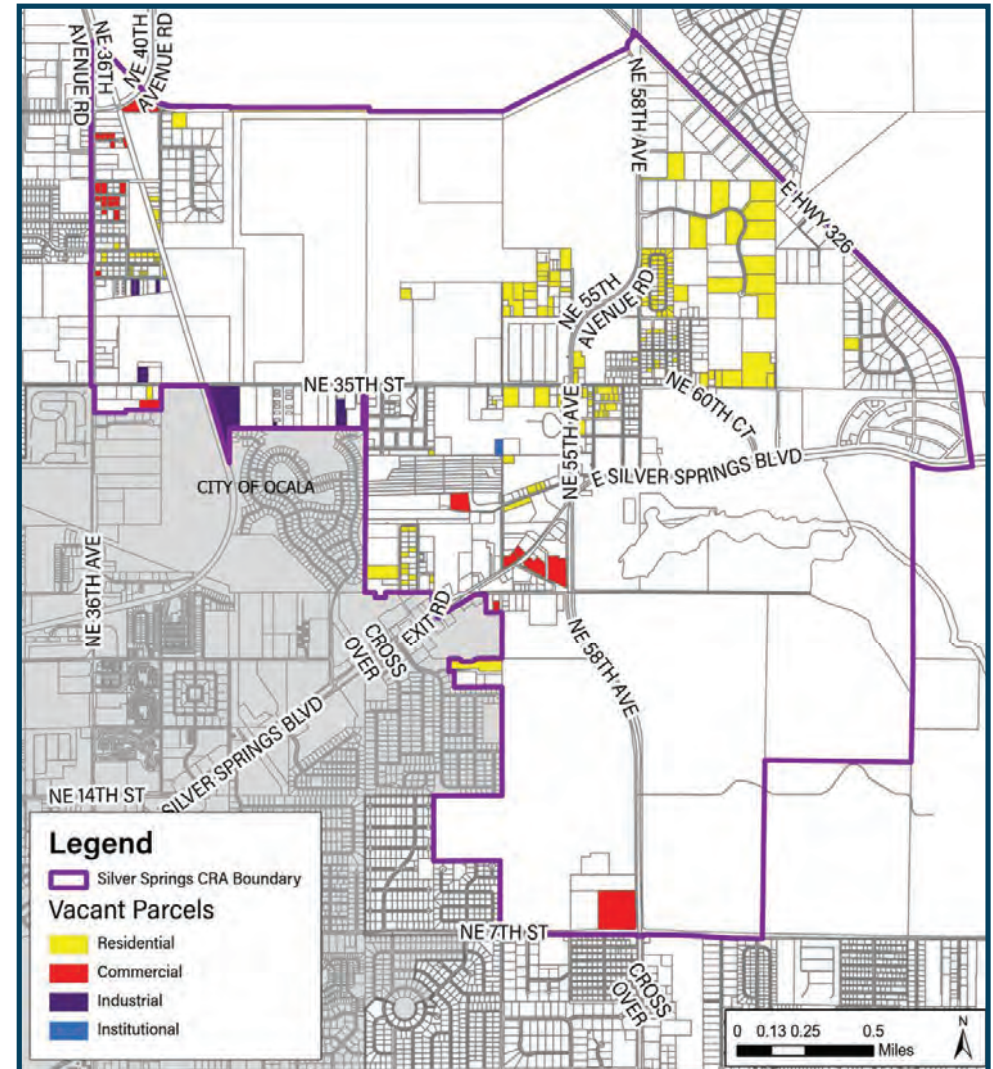 NE 36TH
AVENUE RD
NE 40TH
AVENUE RD
NE 58TH AVE
E HWY 326
NE 55TH
AVENUE RD
NE 35TH ST
NE 60TH CT
NE 55TH AVE
E SILVER SPRINGS BLVD
CITY OF OCALA
NE 36TH AVE
EXIT RD
CROSS
OVER
NE 58TH AVE
SILVER SPRINGS BLVD
NE 14TH ST
NE 7TH ST
CROSS
OVER
Legend
Silver Springs CRA Boundary
Vacant Parcels
Residential
Commercial
Industrial
Institutional
0 0.13 0.25 0.5
Miles
N